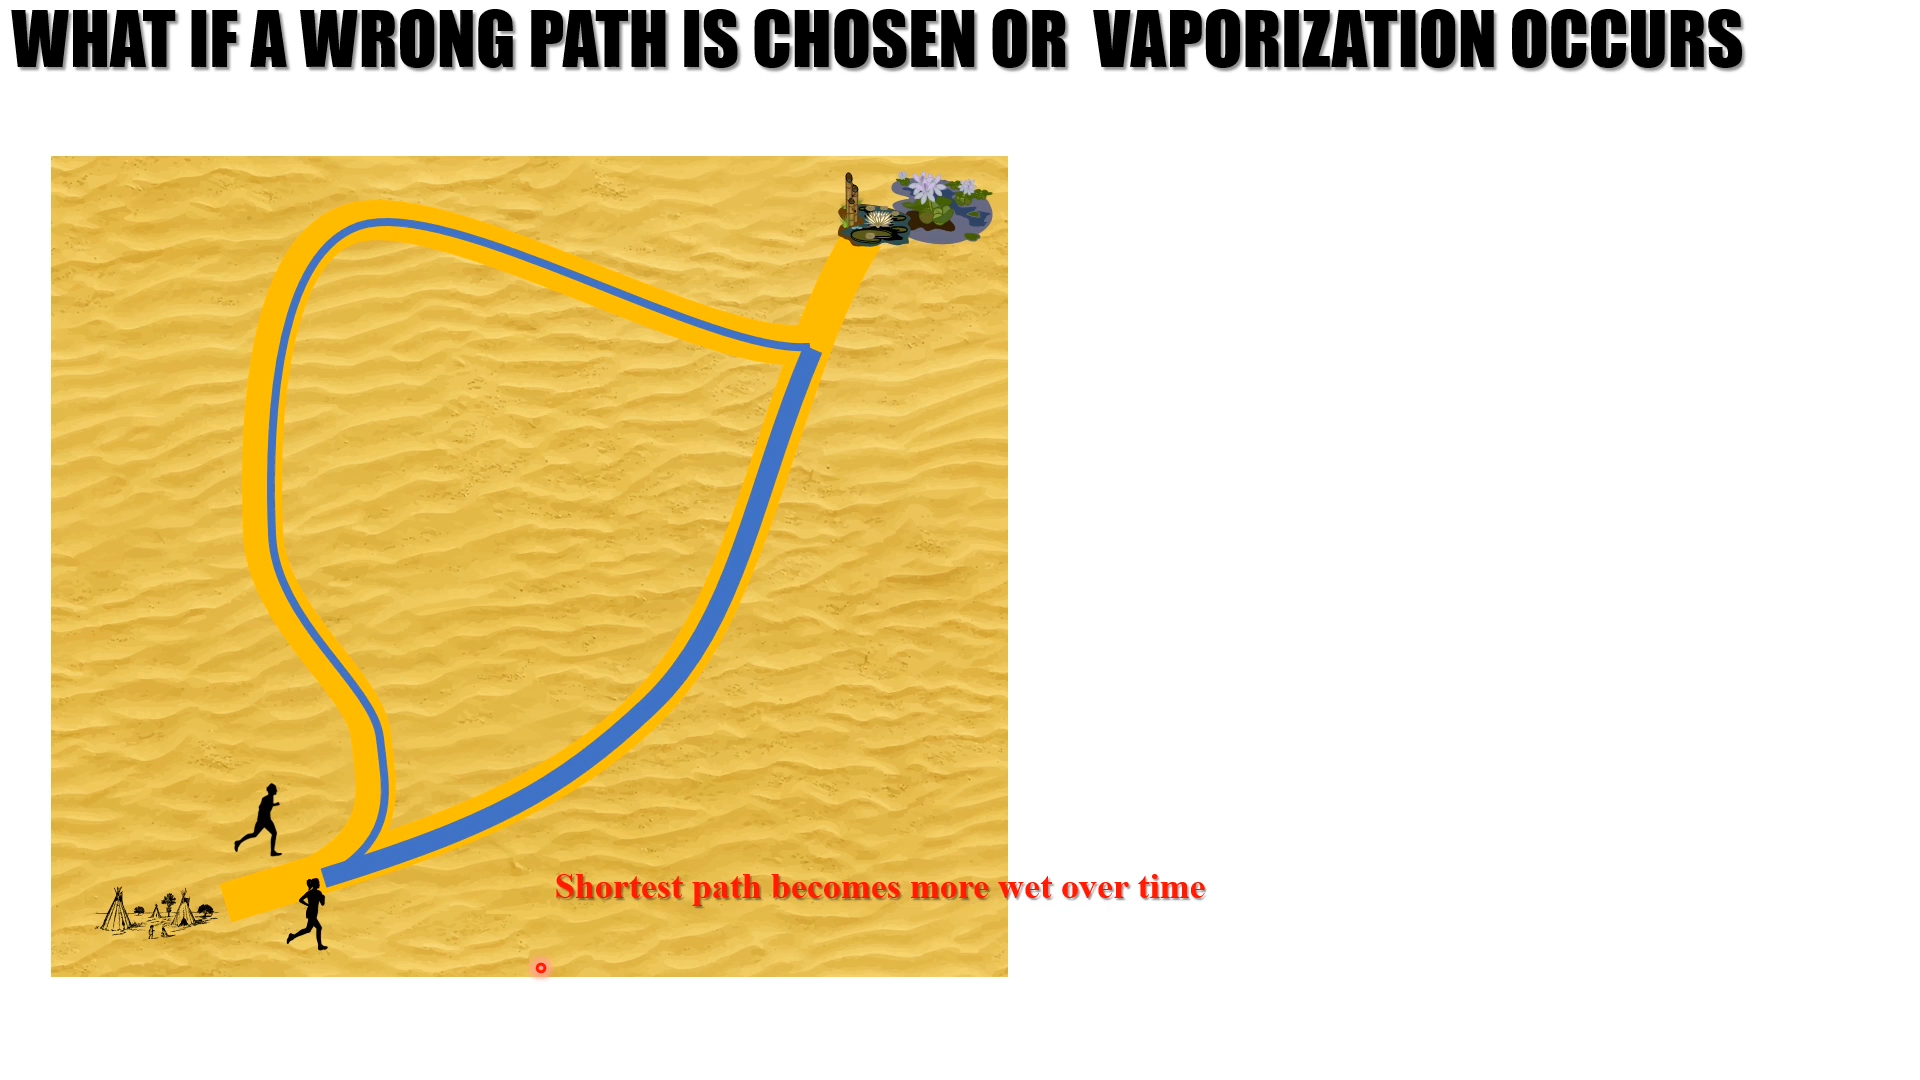 WHAT IF A WRONG PATH IS CHOSEN OR VAPORIZATION OCCURS
Shortest path becomes more wet over time